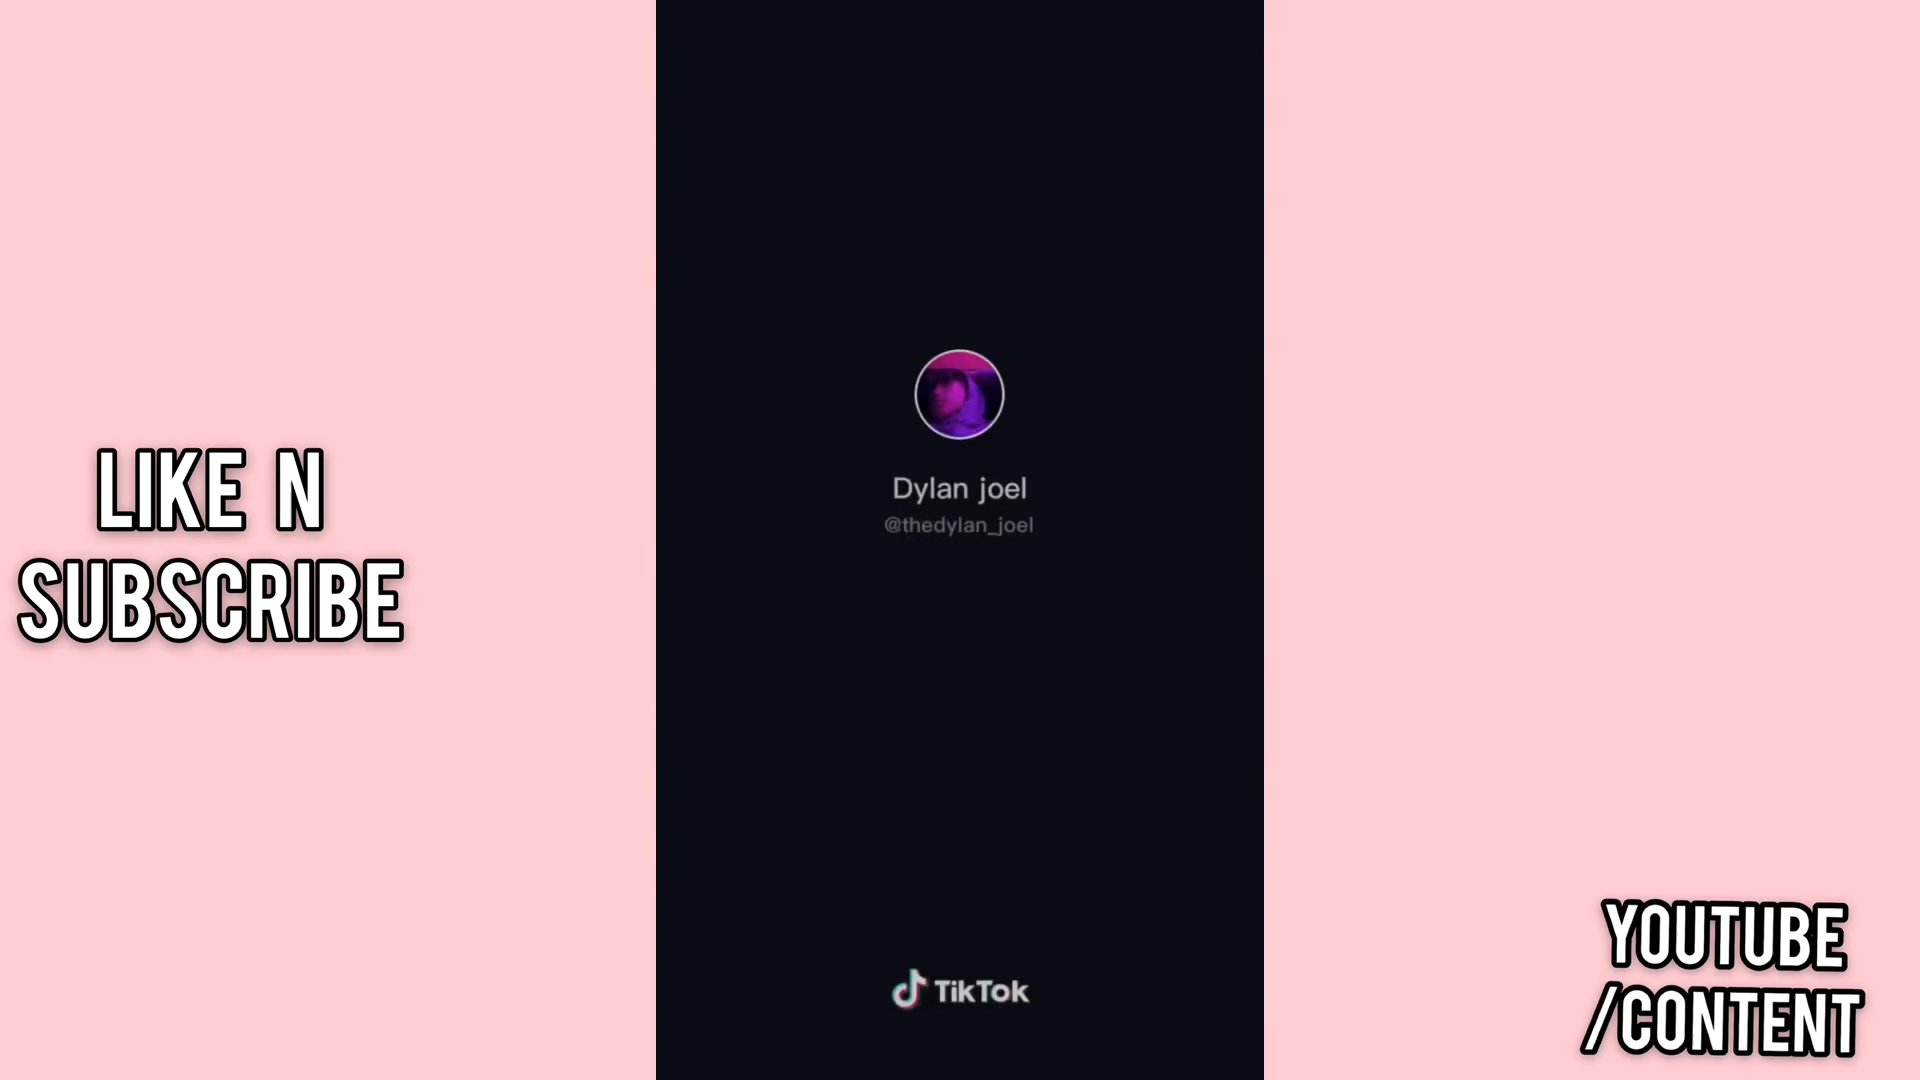 LIKE N
SUBSCRIBE
Dylan joel
@thedylan_joel
TikTok
YOUTUBE
/CONTENT